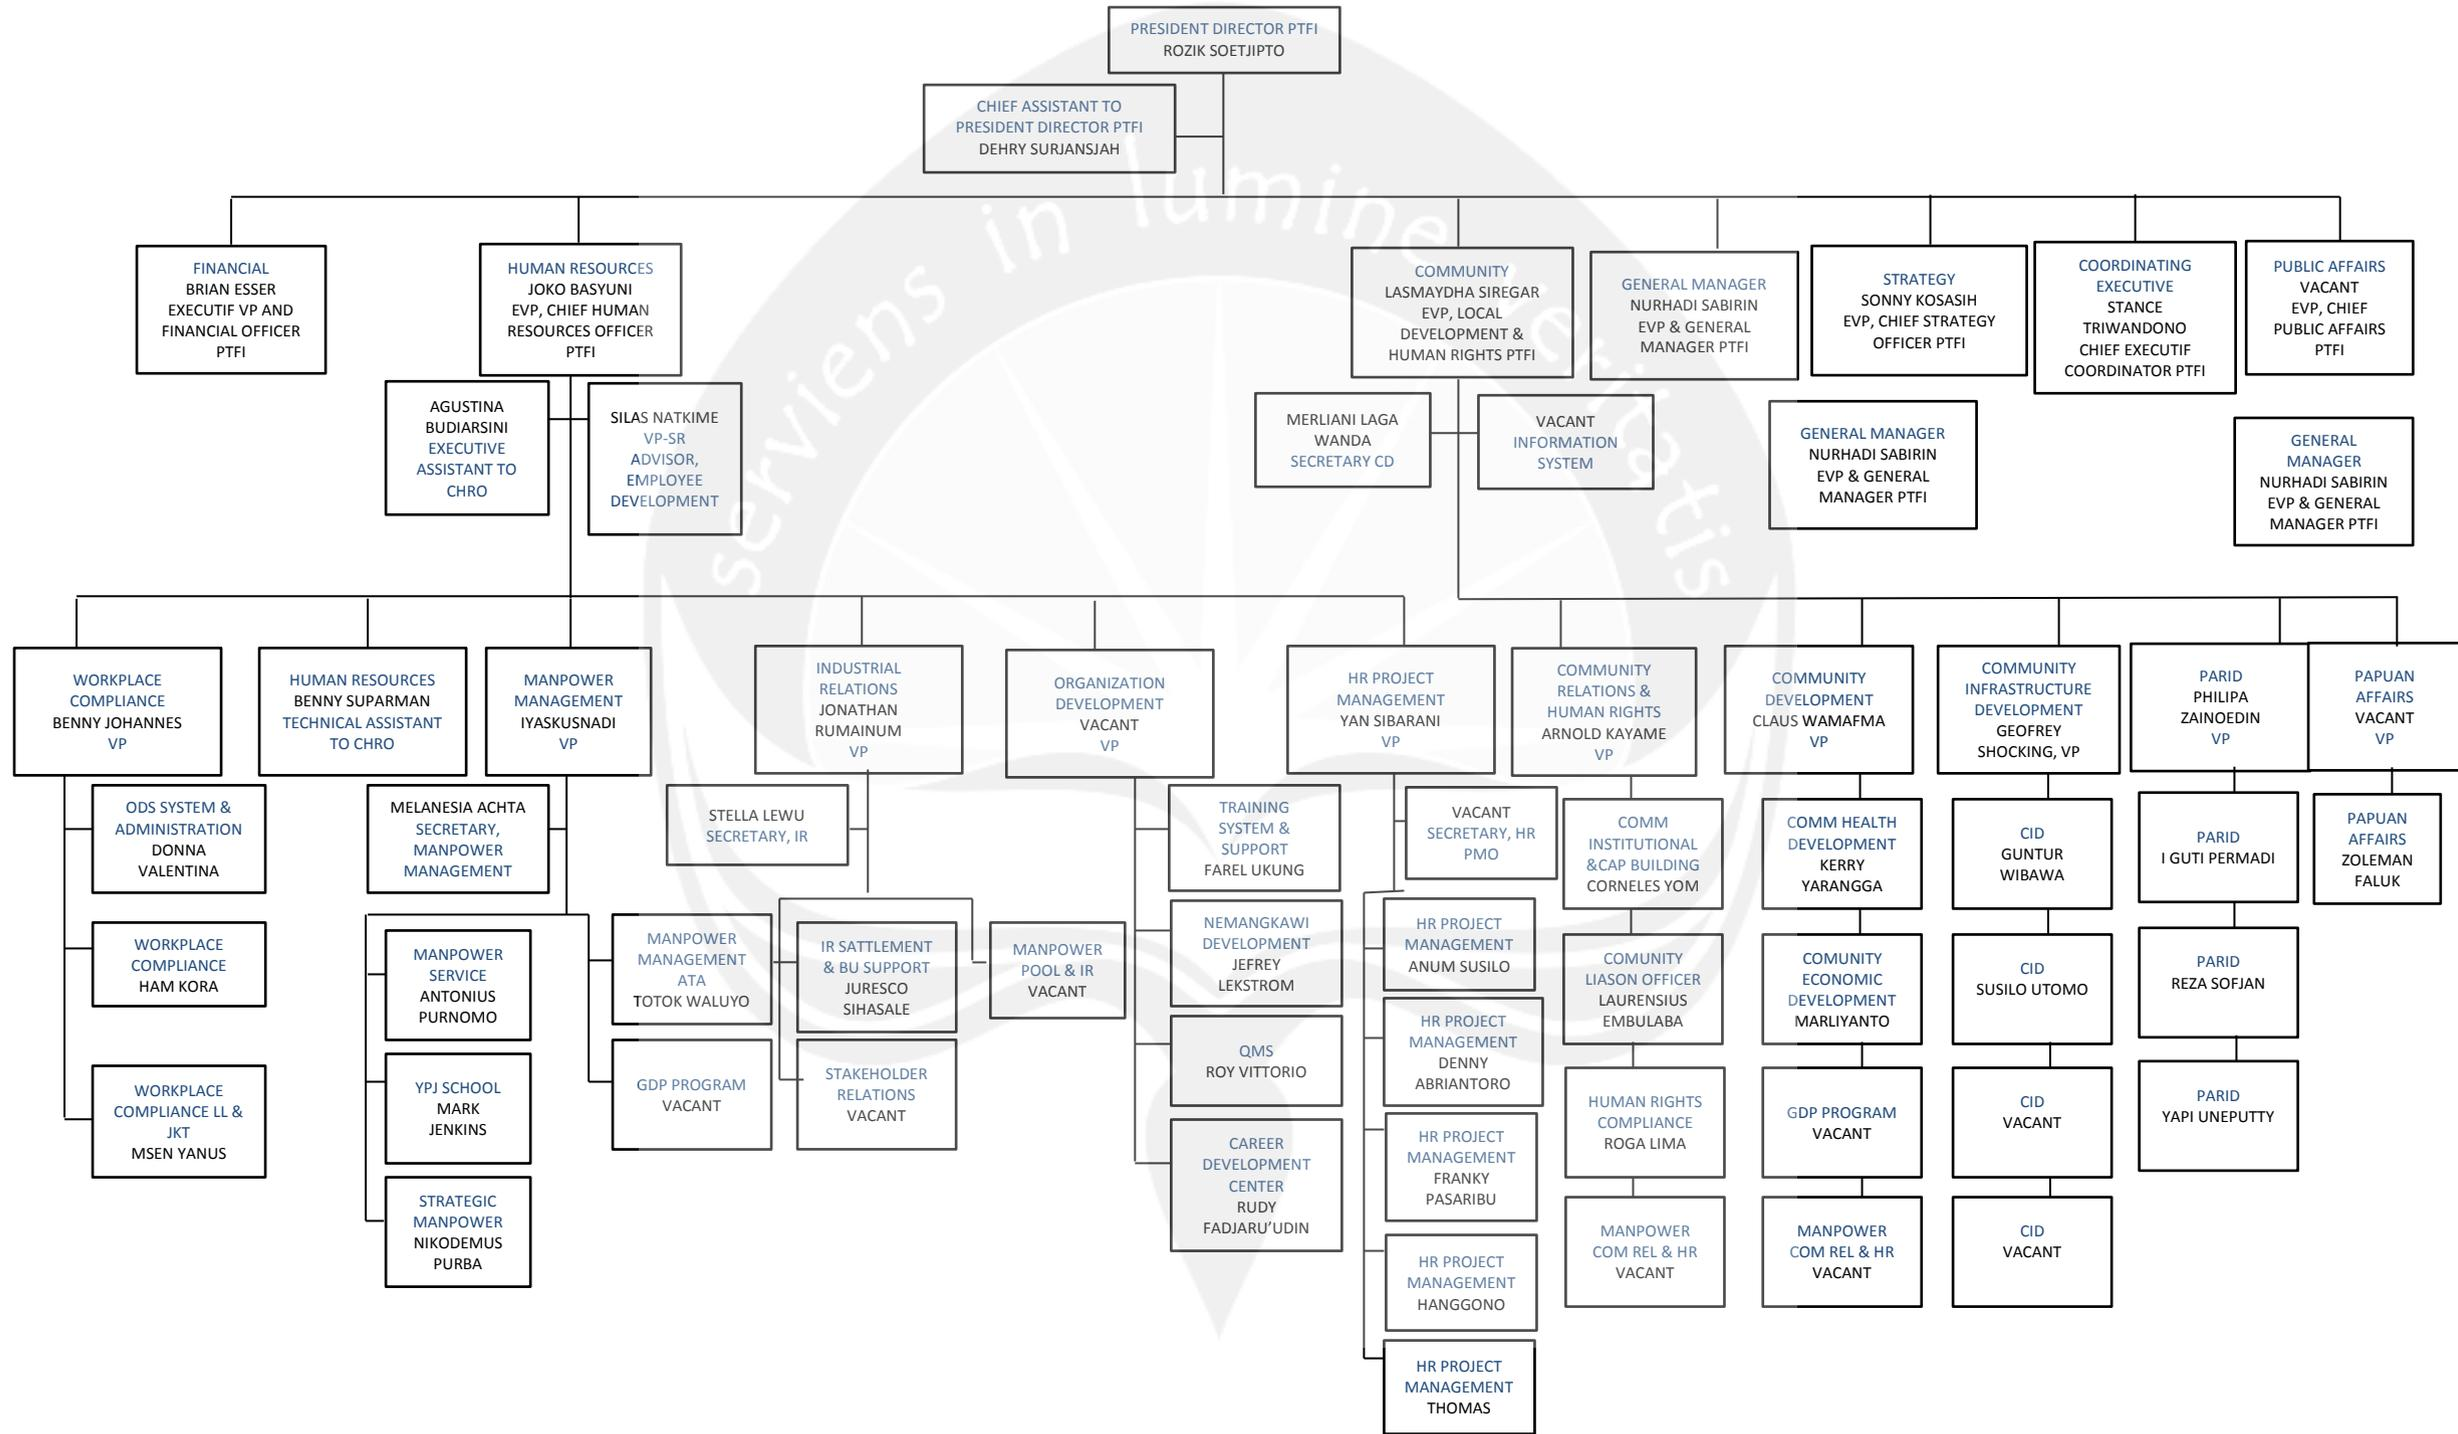 PRESIDENT DIRECTOR PTFI
ROZIK SOETJIPTO
CHIEF ASSISTANT TO
PRESIDENT DIRECTOR PTFI
DEHRY SURJANSJAH
serviens in lumine veritatis
FINANCIAL
BRIAN ESSER
EXECUTIF VP AND
FINANCIAL OFFICER
PTFI
HUMAN RESOURCES
JOKO BASYUNI
EVP, CHIEF HUMAN
RESOURCES OFFICER
PTFI
COMMUNITY
LASMAYDHA SIREGAR
EVP, LOCAL
DEVELOPMENT &
HUMAN RIGHTS PTFI
GENERAL MANAGER
NURHADI SABIRIN
EVP & GENERAL
MANAGER PTFI
STRATEGY
SONNY KOSASIH
EVP, CHIEF STRATEGY
OFFICER PTFI
COORDINATING
EXECUTIVE
STANCE
TRIWANDONO
CHIEF EXECUTIF
COORDINATOR PTFI
PUBLIC AFFAIRS
VACANT
EVP, CHIEF
PUBLIC AFFAIRS
PTFI
AGUSTINA
BUDIARSINI
EXECUTIVE
ASSISTANT TO
CHRO
SILAS NATKIME
VP-SR
ADVISOR,
EMPLOYEE
DEVELOPMENT
MERLIANI LAGA
WANDA
SECRETARY CD
VACANT
INFORMATION
SYSTEM
GENERAL MANAGER
NURHADI SABIRIN
EVP & GENERAL
MANAGER PTFI
GENERAL
MANAGER
NURHADI SABIRIN
EVP & GENERAL
MANAGER PTFI
WORKPLACE
COMPLIANCE
BENNY JOHANNES
VP
HUMAN RESOURCES
BENNY SUPARMAN
TECHNICAL ASSISTANT
TO CHRO
MANPOWER
MANAGEMENT
IYASKUSNADI
VP
INDUSTRIAL
RELATIONS
JONATHAN
RUMAINUM
VP
ORGANIZATION
DEVELOPMENT
VACANT
VP
HR PROJECT
MANAGEMENT
YAN SIBARANI
VP
COMMUNITY
RELATIONS &
HUMAN RIGHTS
ARNOLD KAYAME
VP
COMMUNITY
DEVELOPMENT
CLAUS WAMAFMA
VP
COMMUNITY
INFRASTRUCTURE
DEVELOPMENT
GEOFREY
SHOCKING, VP
PARID
PHILIPA
ZAINOEDIN
VP
PAPUAN
AFFAIRS
VACANT
VP
ODS SYSTEM &
ADMINISTRATION
DONNA
VALENTINA
WORKPLACE
COMPLIANCE
HAM KORA
WORKPLACE
COMPLIANCE LL &
JKT
MSEN YANUS
MELANESIA ACHTA
SECRETARY,
MANPOWER
MANAGEMENT
MANPOWER
SERVICE
ANTONIUS
PURNOMO
YPJ SCHOOL
MARK
JENKINS
STRATEGIC
MANPOWER
NIKODEMUS
PURBA
MANPOWER
MANAGEMENT
ATA
TOTOK WALUYO
GDP PROGRAM
VACANT
STELLA LEWU
SECRETARY, IR
IR SATTLEMENT
& BU SUPPORT
JURESCO
SIHASALE
STAKEHOLDER
RELATIONS
VACANT
MANPOWER
POOL & IR
VACANT
TRAINING
SYSTEM &
SUPPORT
FAREL UKUNG
NEMANGKAWI
DEVELOPMENT
JEFREY
LEKSTROM
QMS
ROY VITTORIO
CAREER
DEVELOPMENT
CENTER
RUDY
FADJARU’UDIN
VACANT
SECRETARY, HR
PMO
HR PROJECT
MANAGEMENT
ANUM SUSILO
HR PROJECT
MANAGEMENT
DENNY
ABRIANTORO
HR PROJECT
MANAGEMENT
FRANKY
PASARIBU
HR PROJECT
MANAGEMENT
HANGGONO
HR PROJECT
MANAGEMENT
THOMAS
COMM
INSTITUTIONAL
&CAP BUILDING
CORNELES YOM
COMUNITY
LIASON OFFICER
LAURENSIUS
EMBULABA
HUMAN RIGHTS
COMPLIANCE
ROGA LIMA
MANPOWER
COM REL & HR
VACANT
COMM HEALTH
DEVELOPMENT
KERRY
YARANGGA
COMUNITY
ECONOMIC
DEVELOPMENT
MARLIYANTO
GDP PROGRAM
VACANT
MANPOWER
COM REL & HR
VACANT
CID
GUNTUR
WIBAWA
CID
SUSILO UTOMO
CID
VACANT
CID
VACANT
PARID
I GUTI PERMADI
PARID
REZA SOFJAN
PARID
YAPI UNEPUTTY
PAPUAN
AFFAIRS
ZOLEMAN
FALUK